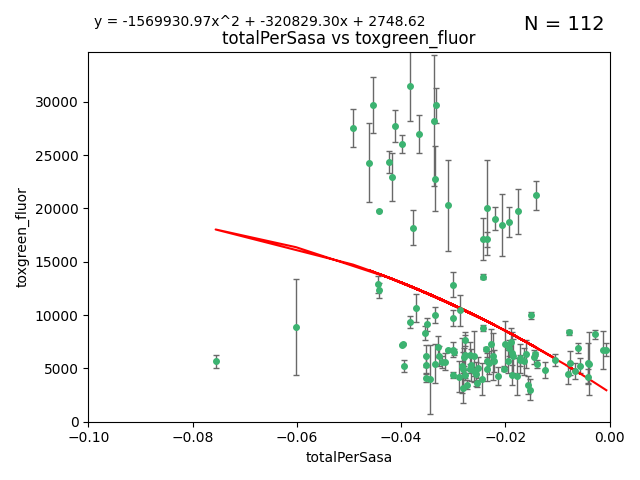 y = -1569930.97x^2 + -320829.30x + 2748.62
N = 112
totalPerSasa vs toxgreen_fluor
30000
25000
20000
15000
10000
5000
0
toxgreen_fluor
−0.10
−0.08
−0.06
−0.04
−0.02
0.00
totalPerSasa